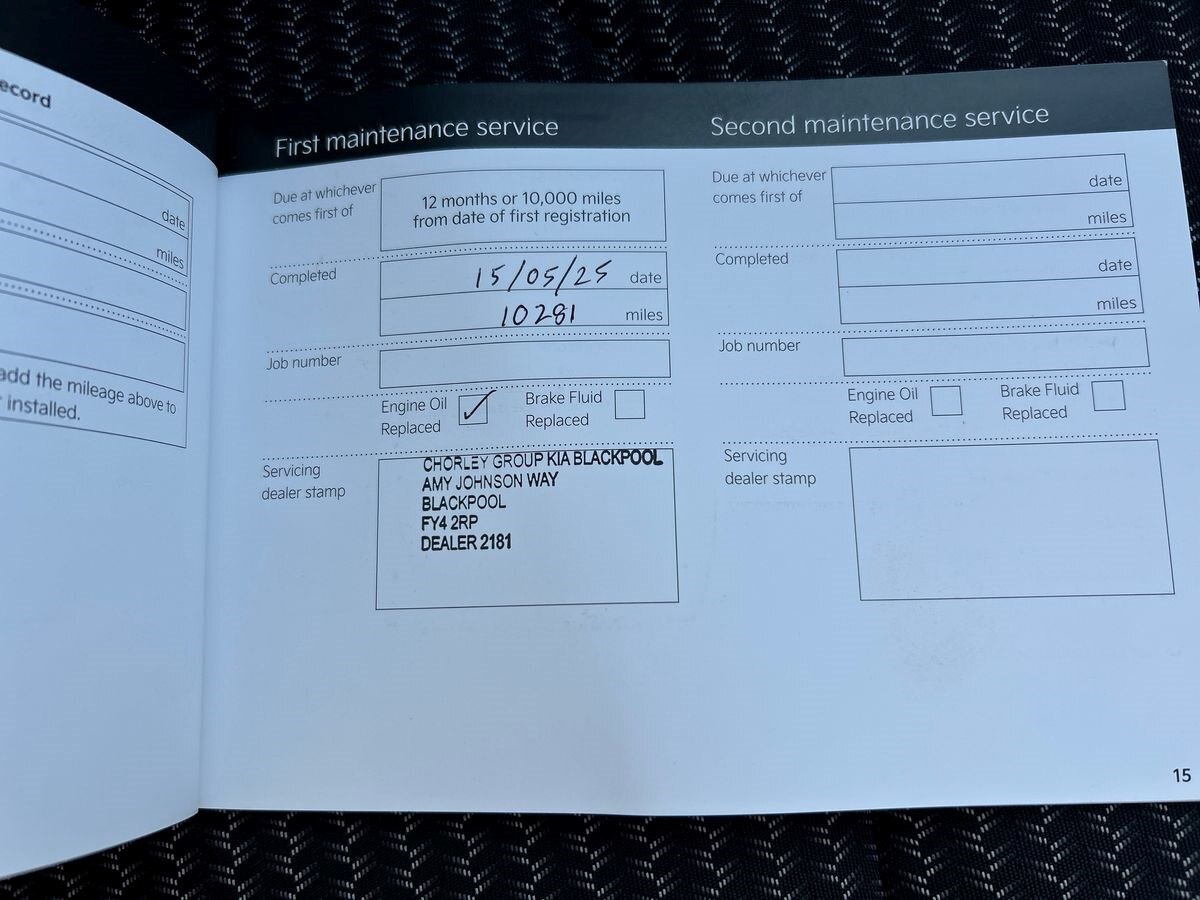 ecord
date
miles
add the mileage above to
installed.
First maintenance service
Due at whichever
comes first of
12 months or 10,000 miles
from date of first registration
Completed
15/05/25 date
10281 miles
Job number
Engine Oil
Replaced
Brake Fluid
Replaced
Servicing
dealer stamp
CHORLEY GROUP KIA BLACKPOOL
AMY JOHNSON WAY
BLACKPOOL
FY4 2RP
DEALER 2181
Second maintenance service
Due at whichever
comes first of
date
miles
Completed
date
miles
Job number
Engine Oil
Replaced
Brake Fluid
Replaced
Servicing
dealer stamp
15